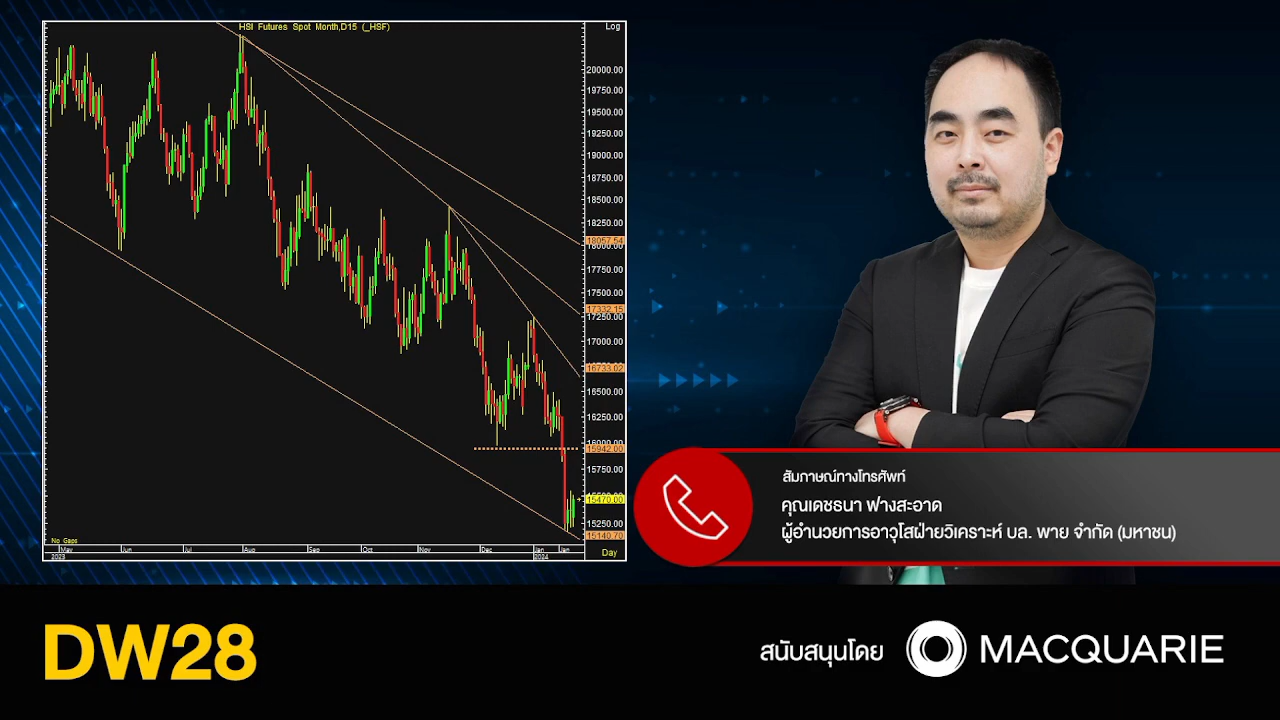 HSI Futures Spot Month,D15 (_HSF)
Log
20000.00
19750.00
19500.00
19250.00
19000.00
18750.00
18500.00
18250.00
18057.54
18000.00
17750.00
17500.00
17332.15
17250.00
17000.00
16733.02
16500.00
16250.00
16000.00
15942.00
15750.00
15470.00
15250.00
15140.70
No Gaps
May Jun Jul Aug Sep Oct Nov Dec Jan Jan
2023 2024
Day
สัมภาษณ์ทางโทรศัพท์
คุณเดชธนา ฟางสะอาด
ผู้อำนวยการอาวุโสฝ่ายวิเคราะห์ บล. พาย จำกัด (มหาชน)
DW28
สนับสนุนโดย MACQUARIE